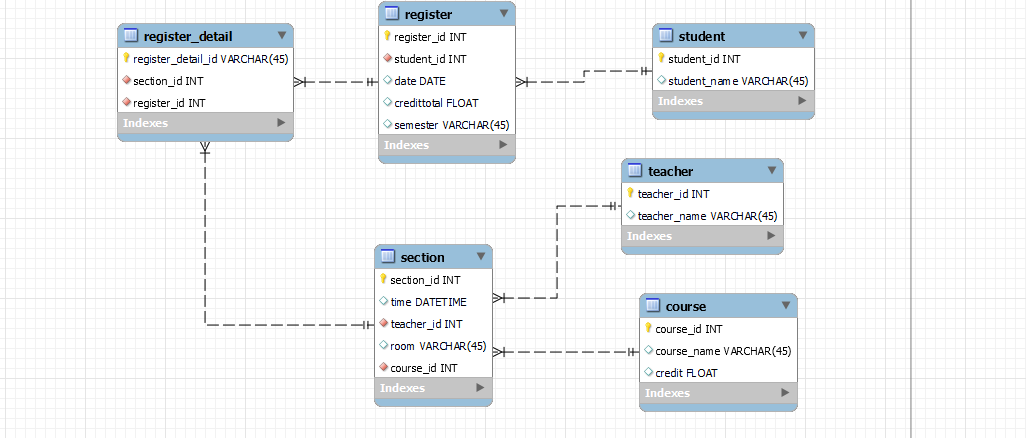 register_detail
register_detail_id VARCHAR(45)
section_id INT
register_id INT
Indexes
register
register_id INT
student_id INT
date DATE
credittotal FLOAT
semester VARCHAR(45)
Indexes
student
student_id INT
student_name VARCHAR(45)
Indexes
teacher
teacher_id INT
teacher_name VARCHAR(45)
Indexes
section
section_id INT
time DATETIME
teacher_id INT
room VARCHAR(45)
course_id INT
Indexes
course
course_id INT
course_name VARCHAR(45)
credit FLOAT
Indexes